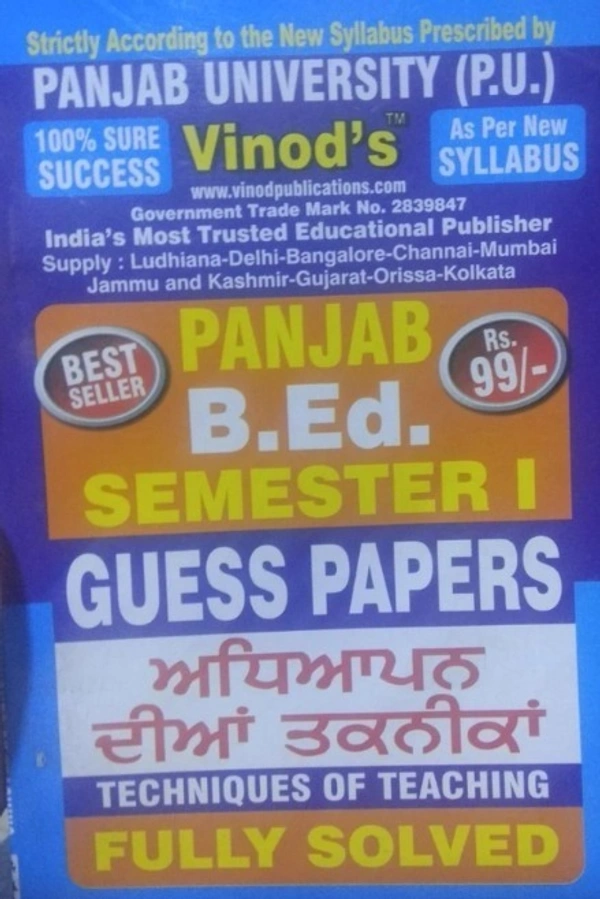 Strictly According to the New Syllabus Prescribed by
PANJAB UNIVERSITY (P.U.)
100% SURE
SUCCESS
Vinod's™
As Per New
SYLLABUS
www.vinodpublications.com
Government Trade Mark No. 2839847
India's Most Trusted Educational Publisher
Supply : Ludhiana-Delhi-Bangalore-Channai-Mumbai
Jammu and Kashmir-Gujarat-Orissa-Kolkata
BEST
SELLER
PANJAB
Rs.
99/-
B.Ed.
SEMESTER I
GUESS PAPERS
ਅਧਿਆਪਨ
ਦੀਆਂ ਤਕਨੀਕਾਂ
TECHNIQUES OF TEACHING
FULLY SOLVED